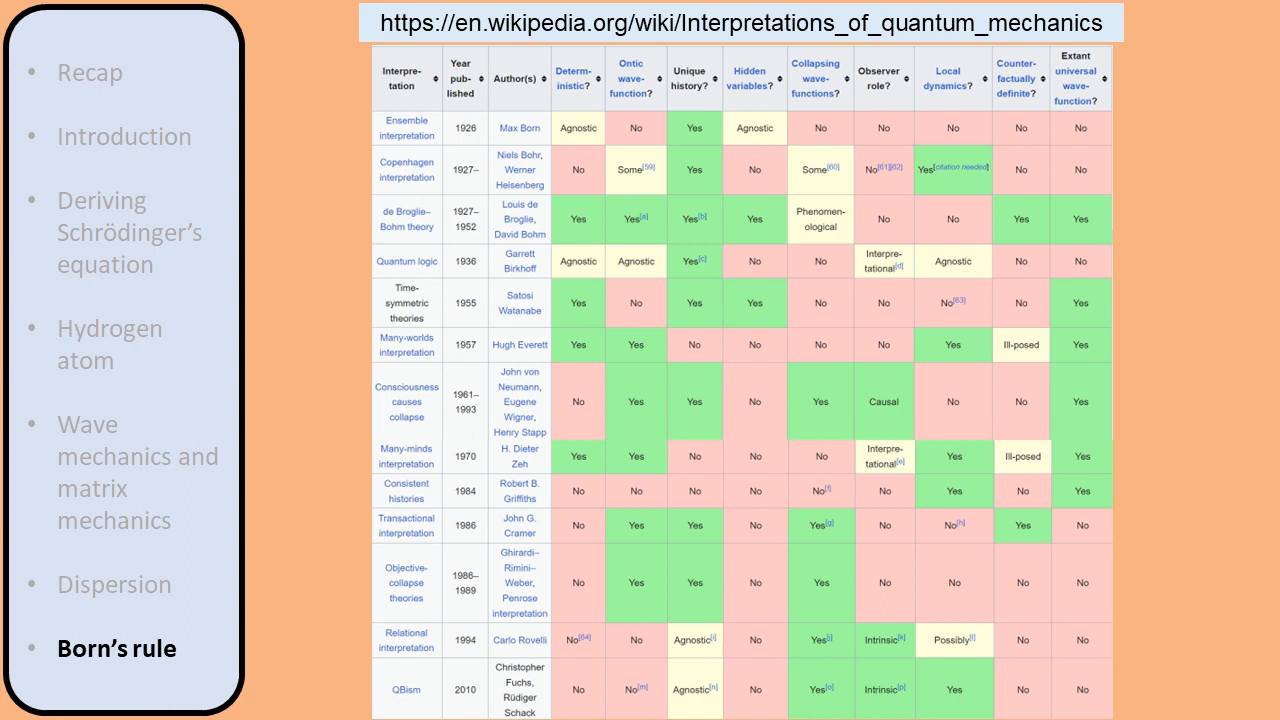 https://en.wikipedia.org/wiki/Interpretations_of_quantum_mechanics
• Recap
• Introduction
• Deriving
Schrödinger's
equation
• Hydrogen
atom
• Wave
mechanics and
matrix
mechanics
• Dispersion
• Born's rule
Interpre-
tation
Year
pub-
lished
Author(s)
Determ-
inistic?
Ontic
wave-
function?
Unique
history?
Hidden
variables?
Collapsing
wave-
functions?
Observer
role?
Local
dynamics?
Counter-
factually
definite?
Extant
universal
wave-
function?
Ensemble
interpretation
1926
Max Born
Agnostic
No
Yes
Agnostic
No
No
No
No
No
Copenhagen
interpretation
1927–
Niels Bohr,
Werner
Heisenberg
No
Some[59]
Yes
No
Some[60]
No[61][62]
Yes[citation needed]
No
No
de Broglie–
Bohm theory
1927–
1952
Louis de
Broglie,
David Bohm
Yes
Yes[a]
Yes[b]
Yes
Phenomen-
ological
No
No
Yes
Yes
Quantum logic
1936
Garrett
Birkhoff
Agnostic
Agnostic
Yes[c]
No
No
Interpre-
tational[d]
Agnostic
No
No
Time-
symmetric
theories
1955
Satosi
Watanabe
Yes
No
Yes
Yes
No
No
No[63]
No
Yes
Many-worlds
interpretation
1957
Hugh Everett
Yes
Yes
No
No
No
No
Yes
Ill-posed
Yes
Consciousness
causes
collapse
1961–
1993
John von
Neumann,
Eugene
Wigner,
Henry Stapp
No
Yes
Yes
No
Yes
Causal
No
No
Yes
Many-minds
interpretation
1970
H. Dieter
Zeh
Yes
Yes
No
No
No
Interpre-
tational[e]
Yes
Ill-posed
Yes
Consistent
histories
1984
Robert B.
Griffiths
No
No
No
No
No[f]
No
Yes
No
Yes
Transactional
interpretation
1986
John G.
Cramer
No
Yes
Yes
No
Yes[g]
No
No[h]
Yes
No
Objective-
collapse
theories
1986–
1989
Ghirardi–
Rimini–
Weber,
Penrose
interpretation
No
Yes
Yes
No
Yes
No
No
No
No
Relational
interpretation
1994
Carlo Rovelli
No[64]
No
Agnostic[i]
No
Yes[j]
Intrinsic[k]
Possibly[l]
No
No
QBism
2010
Christopher
Fuchs,
Rüdiger
Schack
No
No[m]
Agnostic[n]
No
Yes[o]
Intrinsic[p]
Yes
No
No